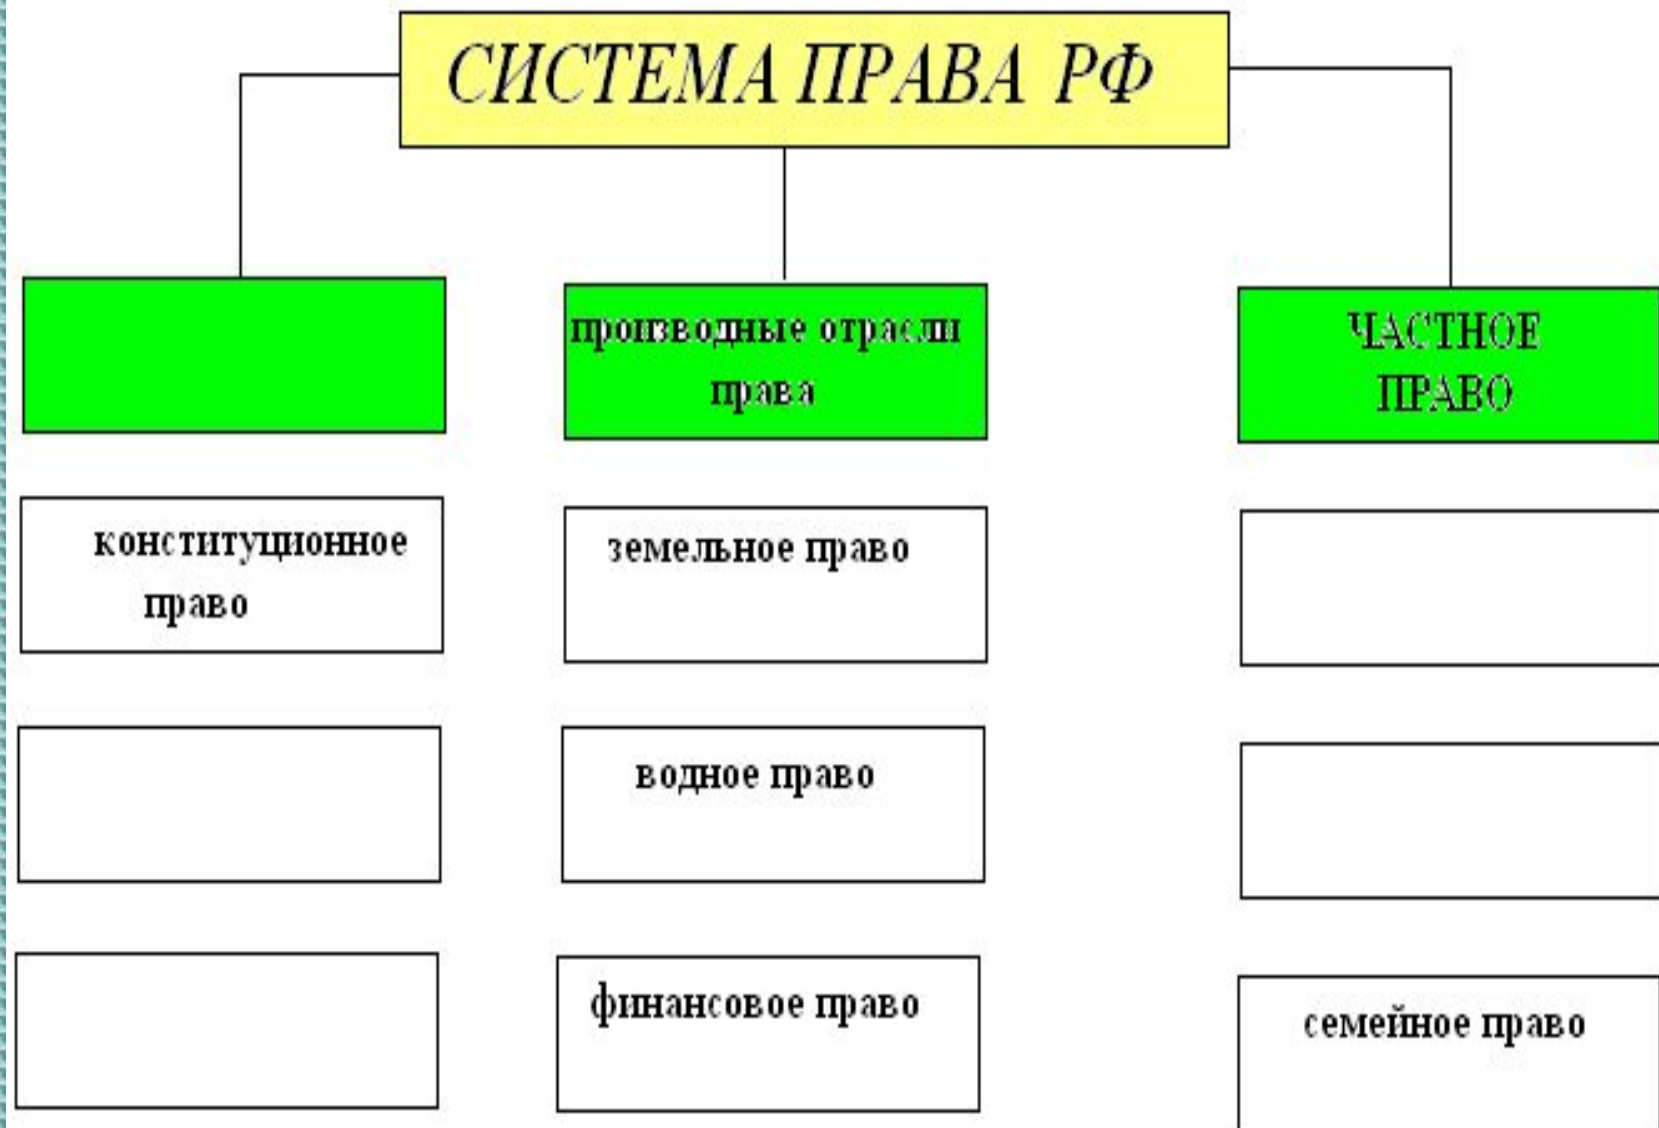 СИСТЕМА ПРАВА РФ
производные отрасли
права
ЧАСТНОЕ
ПРАВО
конституционное
право
земельное право
водное право
финансовое право
семейное право